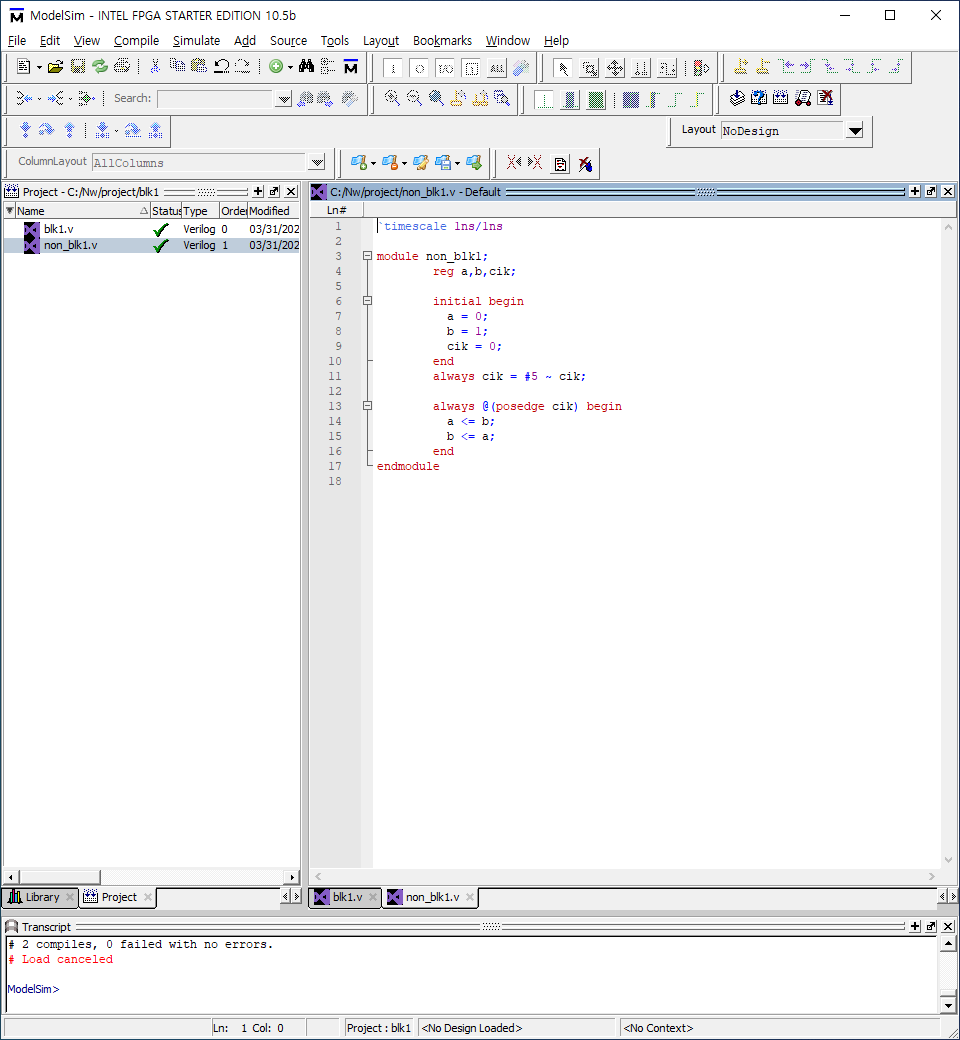 ModelSim - INTEL FPGA STARTER EDITION 10.5b
File Edit View Compile Simulate Add Source Tools Layout Bookmarks Window Help
Search:
Layout NoDesign
ColumnLayout AllColumns
Project - C:/Nw/project/blk1
Name Status Type Order Modified
blk1.v Verilog 0 03/31/202
non_blk1.v Verilog 1 03/31/202
C:/Nw/project/non_blk1.v - Default
Ln#
1 `timescale 1ns/1ns
2
3 module non_blk1;
4 reg a,b,cik;
5
6 initial begin
7 a = 0;
8 b = 1;
9 cik = 0;
10 end
11 always cik = #5 ~ cik;
12
13 always @(posedge cik) begin
14 a <= b;
15 b <= a;
16 end
17 endmodule
18
Library Project
blk1.v non_blk1.v
Transcript
# 2 compiles, 0 failed with no errors.
# Load canceled
ModelSim>
Ln: 1 Col: 0 Project : blk1 <No Design Loaded> <No Context>